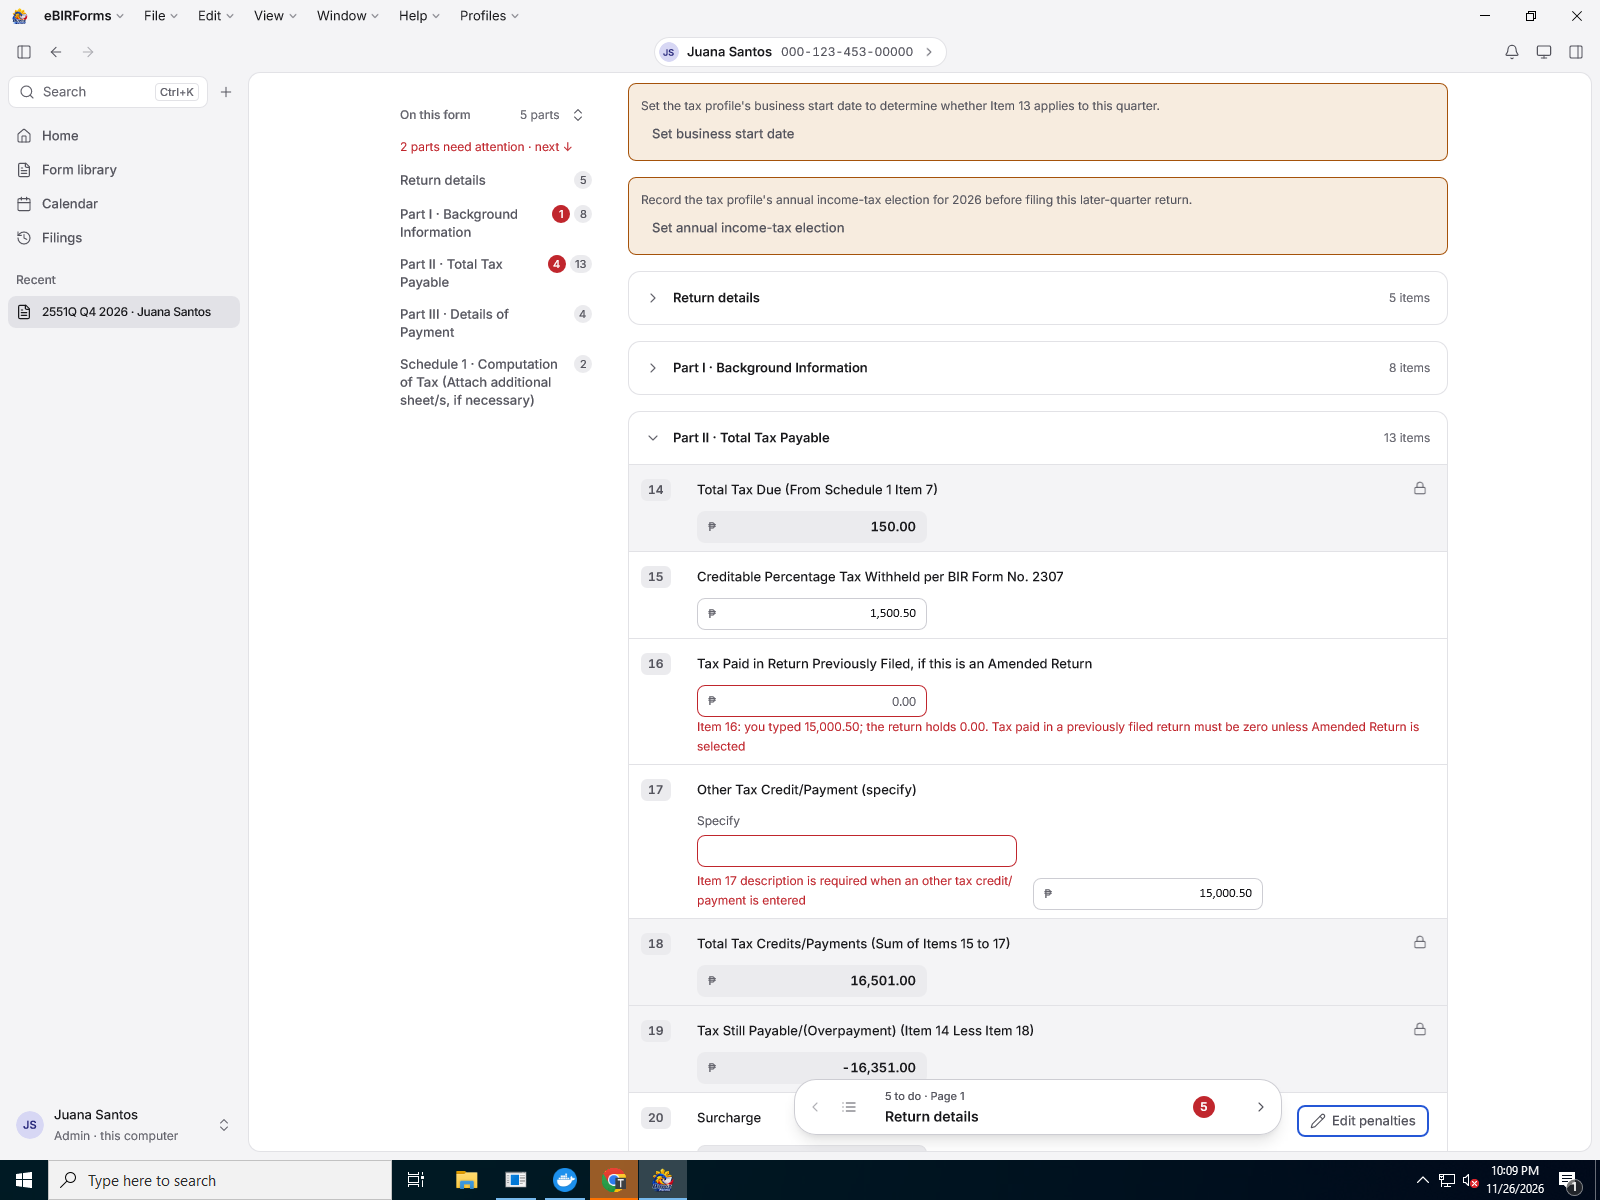 eBIRForms
File
Edit
View
Window
Help
Profiles
JS
Juana Santos 000-123-453-00000
Search
Ctrl+K
Home
Form library
Calendar
Filings
Recent
2551Q Q4 2026 · Juana Santos
On this form
5 parts
2 parts need attention · next ↓
Return details
5
Part I · Background
Information
1
8
Part II · Total Tax
Payable
4
13
Part III · Details of
Payment
4
Schedule 1 · Computation
of Tax (Attach additional
sheet/s, if necessary)
2
Set the tax profile's business start date to determine whether Item 13 applies to this quarter.
Set business start date
Record the tax profile's annual income-tax election for 2026 before filing this later-quarter return.
Set annual income-tax election
Return details
5 items
Part I · Background Information
8 items
Part II · Total Tax Payable
13 items
14
Total Tax Due (From Schedule 1 Item 7)
₱ 150.00
15
Creditable Percentage Tax Withheld per BIR Form No. 2307
₱ 1,500.50
16
Tax Paid in Return Previously Filed, if this is an Amended Return
₱ 0.00
Item 16: you typed 15,000.50; the return holds 0.00. Tax paid in a previously filed return must be zero unless Amended Return is
selected
17
Other Tax Credit/Payment (specify)
Specify
Item 17 description is required when an other tax credit/
payment is entered
₱ 15,000.50
18
Total Tax Credits/Payments (Sum of Items 15 to 17)
₱ 16,501.00
19
Tax Still Payable/(Overpayment) (Item 14 Less Item 18)
₱ -16,351.00
20
Surcharge
5 to do · Page 1
Return details
5
Edit penalties
JS
Juana Santos
Admin · this computer
Type here to search
T
10:09 PM
11/26/2026
1